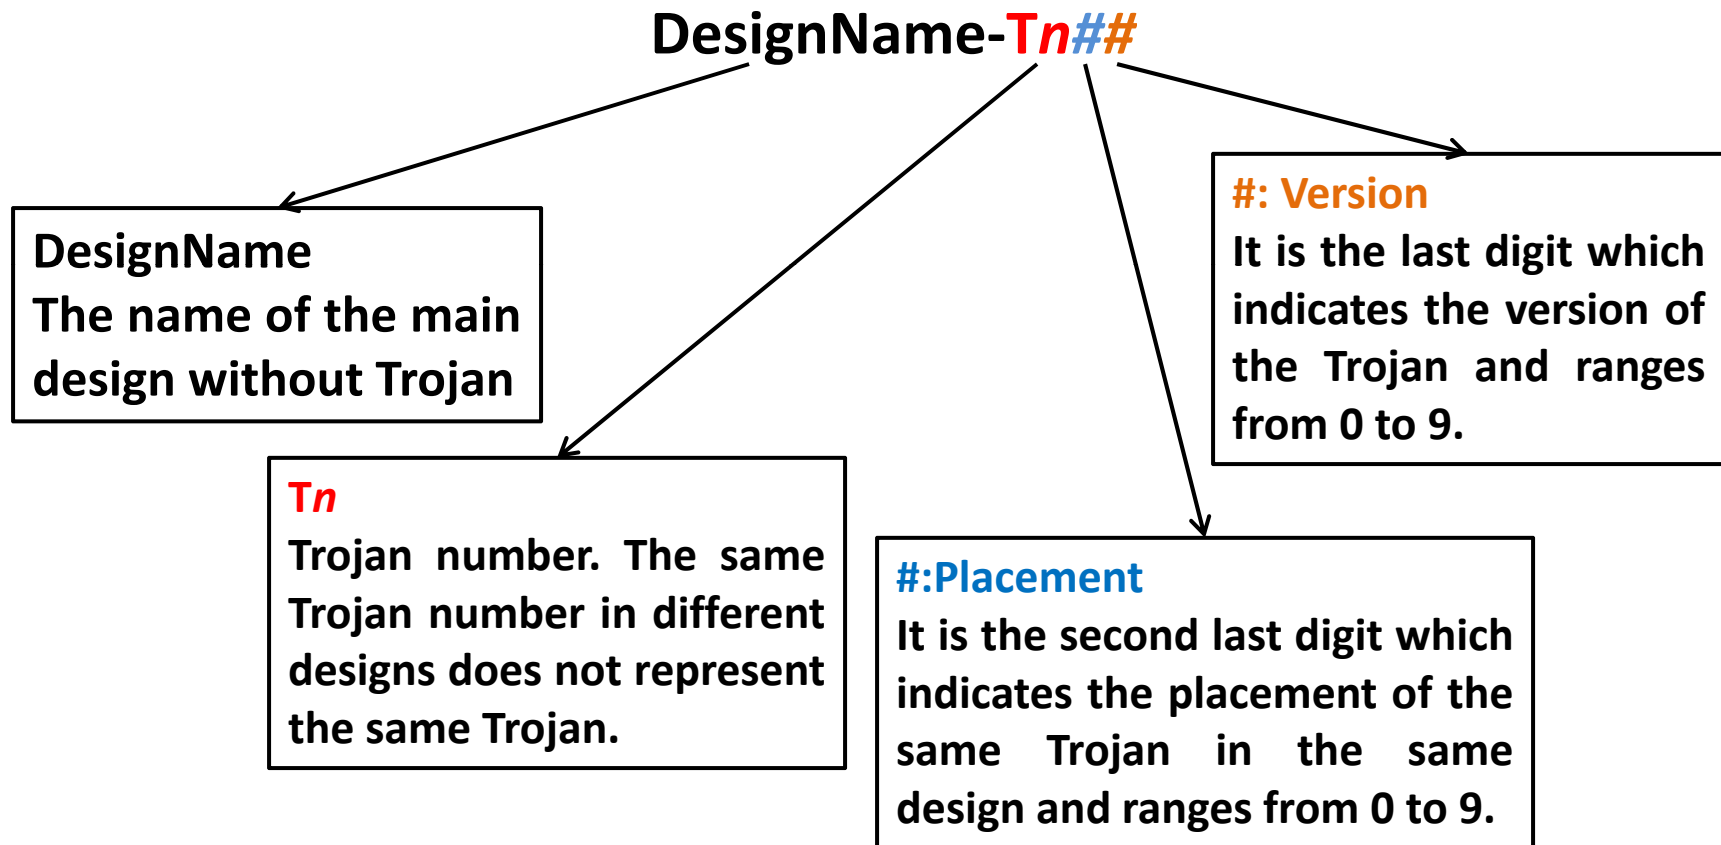 DesignName-Tn##
DesignName
The name of the main
design without Trojan
Tn
Trojan number. The same
Trojan number in different
designs does not represent
the same Trojan.
#:Placement
It is the second last digit which
indicates the placement of the
same Trojan in the same
design and ranges from 0 to 9.
#: Version
It is the last digit which
indicates the version of
the Trojan and ranges
from 0 to 9.